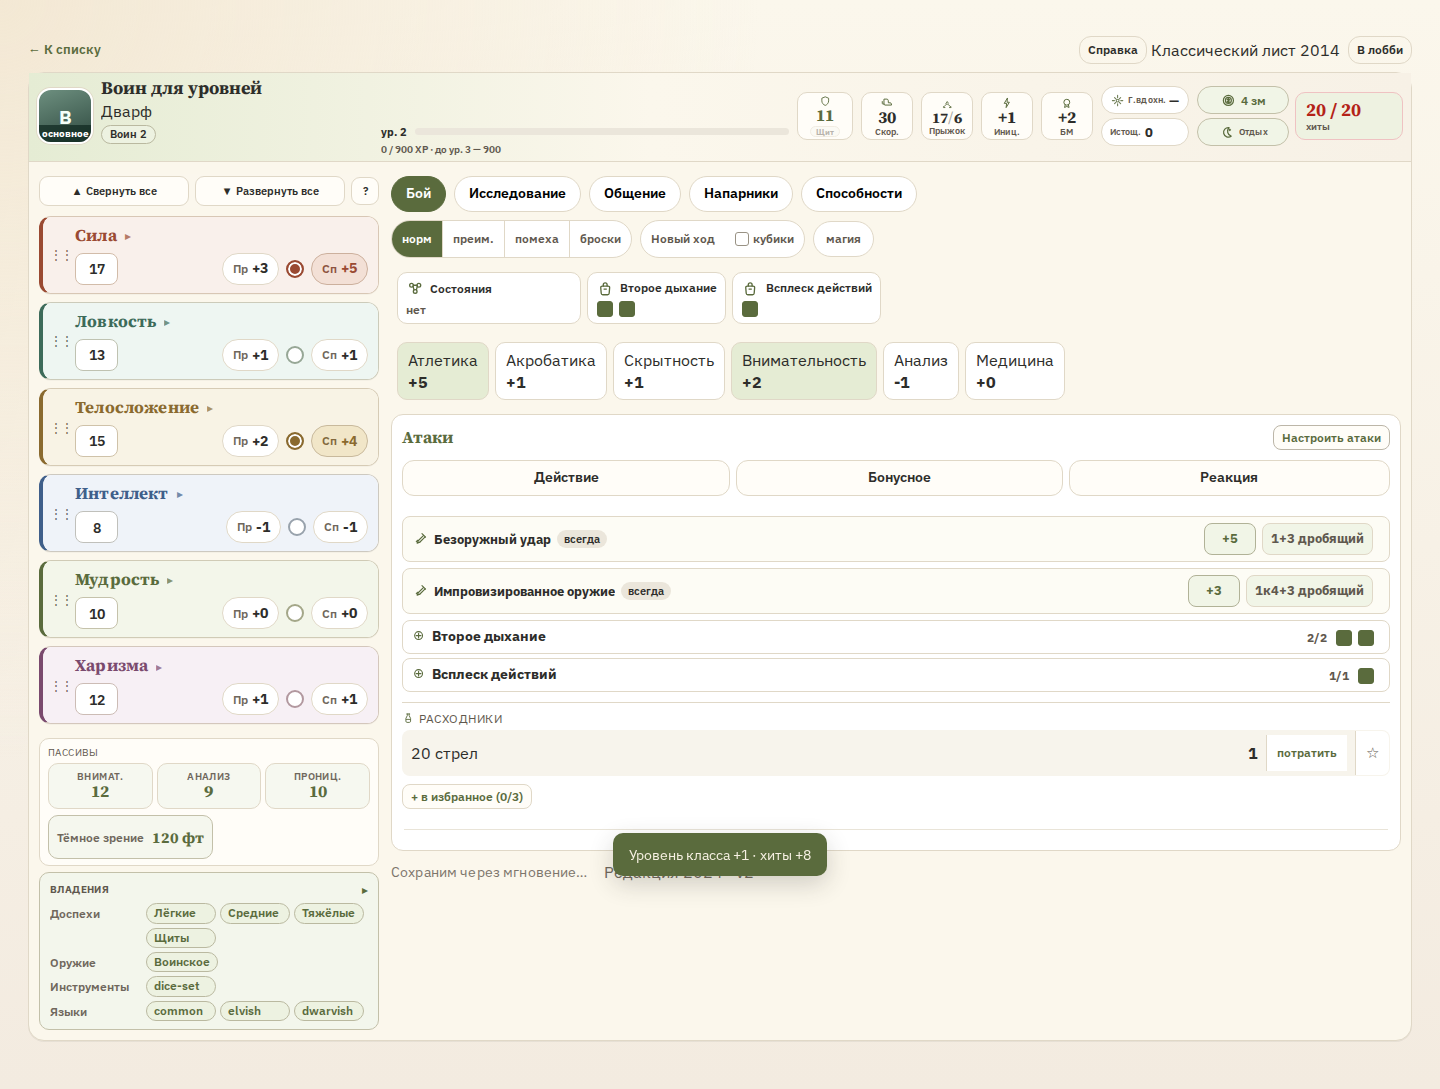 ← К списку
Справка Классический лист 2014 В лобби
В
основное
Воин для уровней
Дварф
Воин 2
ур. 2
0 / 900 XP · до ур. 3 — 900
11
Щит
30
Скор.
17/6
Прыжок
+1
Иниц.
+2
БМ
Г.вдохн. —
Истощ. 0
4 зм
Отдых
20 / 20
хиты
▲ Свернуть все
▼ Развернуть все
?
Сила ▸
17 Пр +3 Сп +5
Ловкость ▸
13 Пр +1 Сп +1
Телосложение ▸
15 Пр +2 Сп +4
Интеллект ▸
8 Пр -1 Сп -1
Мудрость ▸
10 Пр +0 Сп +0
Харизма ▸
12 Пр +1 Сп +1
ПАССИВЫ
ВНИМАТ.
12
АНАЛИЗ
9
ПРОНИЦ.
10
Тёмное зрение 120 фт
ВЛАДЕНИЯ ▸
Доспехи Лёгкие Средние Тяжёлые
Щиты
Оружие Воинское
Инструменты dice-set
Языки common elvish dwarvish
Бой Исследование Общение Напарники Способности
норм преим. помеха броски Новый ход кубики магия
Состояния
нет
Второе дыхание
Всплеск действий
Атлетика
+5
Акробатика
+1
Скрытность
+1
Внимательность
+2
Анализ
-1
Медицина
+0
Атаки Настроить атаки
Действие Бонусное Реакция
Безоружный удар всегда +5 1+3 дробящий
Импровизированное оружие всегда +3 1к4+3 дробящий
Второе дыхание 2/2
Всплеск действий 1/1
РАСХОДНИКИ
20 стрел 1 потратить ☆
+ в избранное (0/3)
Уровень класса +1 · хиты +8
Сохраним через мгновение...